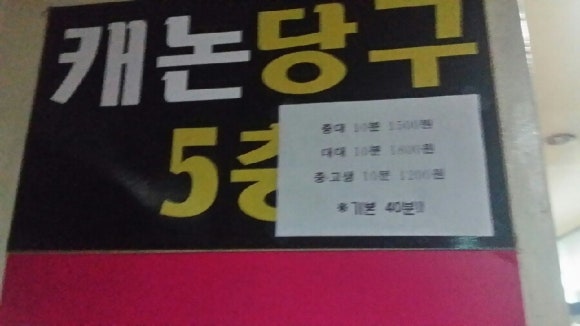 캐논당구
5층
중대 10분 1500원
대대 10분 1800원
중·고생 10분 1200원
※기본 40분!!